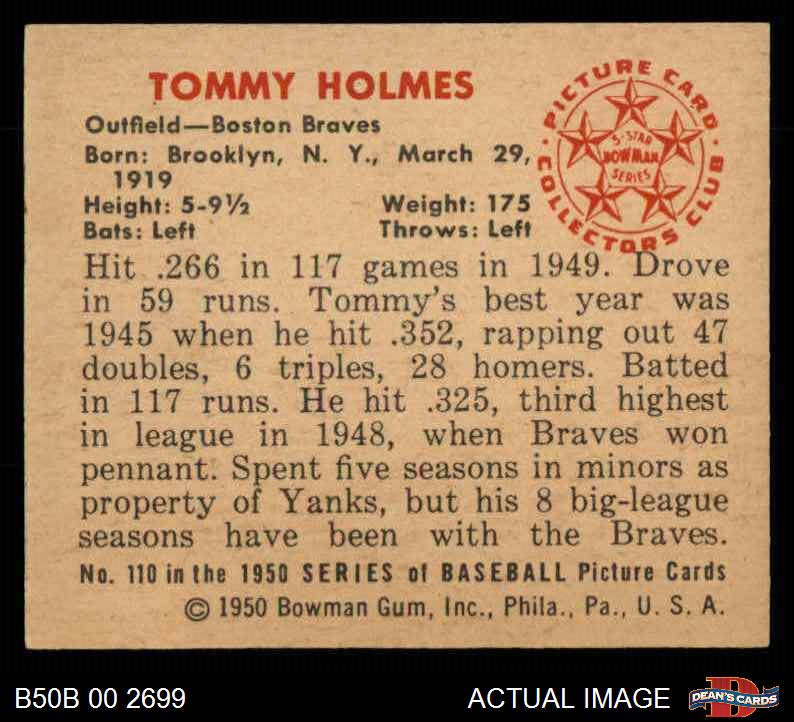 TOMMY HOLMES
Outfield—Boston Braves
Born: Brooklyn, N. Y., March 29,
1919
Height: 5-9½ Weight: 175
Bats: Left Throws: Left
PICTURE CARD
COLLECTORS CLUB
5-STAR
BOWMAN
SERIES
Hit .266 in 117 games in 1949. Drove
in 59 runs. Tommy's best year was
1945 when he hit .352, rapping out 47
doubles, 6 triples, 28 homers. Batted
in 117 runs. He hit .325, third highest
in league in 1948, when Braves won
pennant. Spent five seasons in minors as
property of Yanks, but his 8 big-league
seasons have been with the Braves.
No. 110 in the 1950 SERIES of BASEBALL Picture Cards
© 1950 Bowman Gum, Inc., Phila., Pa., U. S. A.
B50B 00 2699 ACTUAL IMAGE
D
DEAN'S CARDS